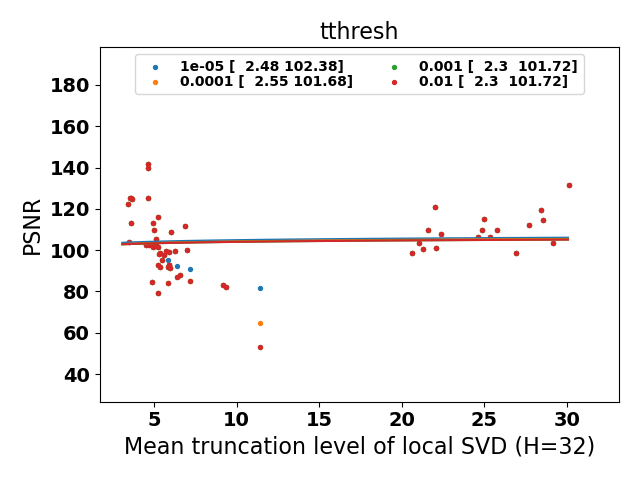 tthresh
1e-05 [  2.48 102.38]
0.0001 [  2.55 101.68]
0.001 [  2.3  101.72]
0.01 [  2.3  101.72]
180
160
140
120
100
80
60
40
PSNR
5 10 15 20 25 30
Mean truncation level of local SVD (H=32)